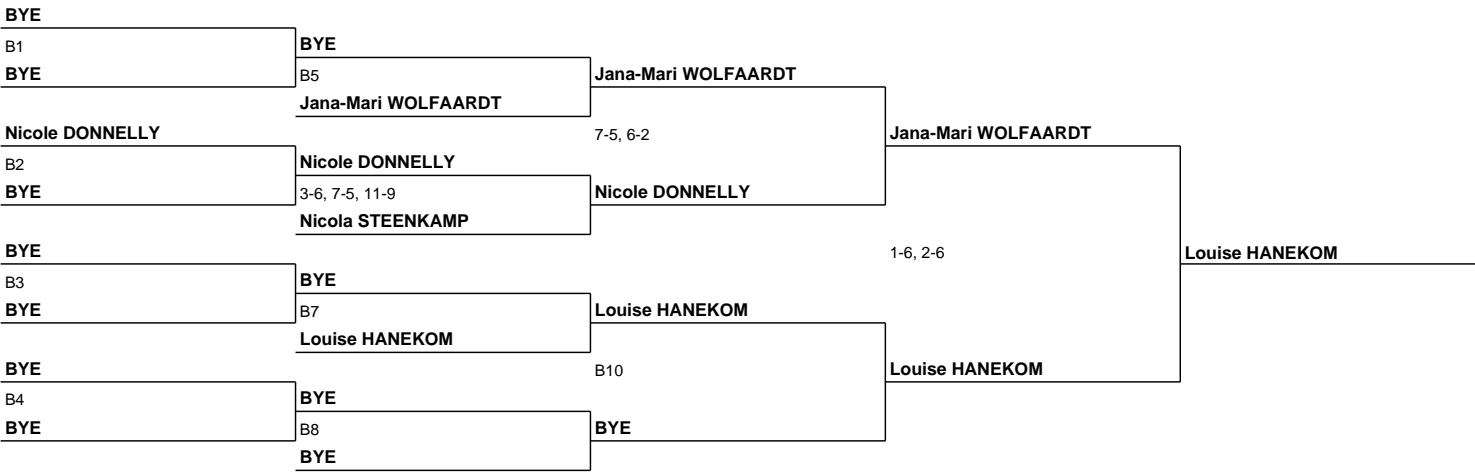 BYE
B1
BYE
BYE
B5
Jana-Mari WOLFAARDT
Jana-Mari WOLFAARDT
Nicole DONNELLY
7-5, 6-2
Jana-Mari WOLFAARDT
B2
Nicole DONNELLY
BYE
3-6, 7-5, 11-9
Nicole DONNELLY
Nicola STEENKAMP
BYE
1-6, 2-6
Louise HANEKOM
B3
BYE
BYE
B7
Louise HANEKOM
Louise HANEKOM
BYE
B10
Louise HANEKOM
B4
BYE
BYE
B8
BYE
BYE